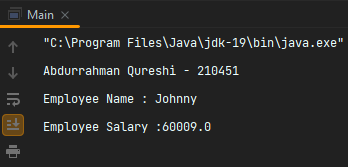 Main
"C:\Program Files\Java\jdk-19\bin\java.exe"
Abdurrahman Qureshi - 210451
Employee Name : Johnny
Employee Salary :60009.0